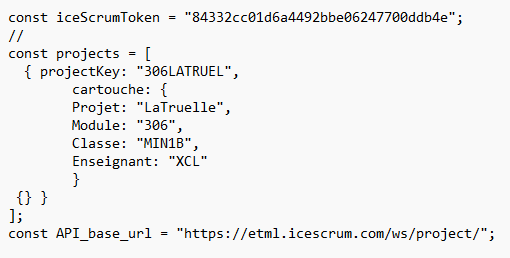 const iceScrumToken = "84332cc01d6a4492bbe06247700ddb4e";
//
const projects = [
  { projectKey: "306LATRUEL",
        cartouche: {
        Projet: "LaTruelle",
        Module: "306",
        Classe: "MIN1B",
        Enseignant: "XCL"
        }
 {} }
];
const API_base_url = "https://etml.icescrum.com/ws/project/";